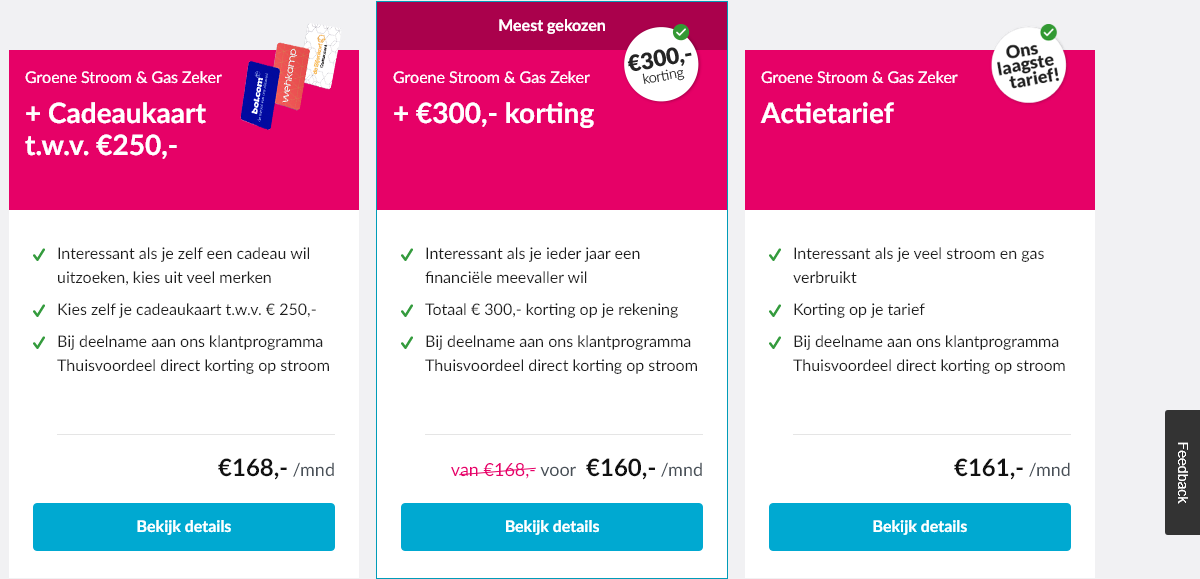 Groene Stroom & Gas Zeker
+ Cadeaukaart
t.w.v. €250,-
bol.com
wehkamp
Interessant als je zelf een cadeau wil
uitzoeken, kies uit veel merken
Kies zelf je cadeaukaart t.w.v. € 250,-
Bij deelname aan ons klantprogramma
Thuisvoordeel direct korting op stroom
€168,- /mnd
Bekijk details
Meest gekozen
€300,-
korting
Groene Stroom & Gas Zeker
+ €300,- korting
Interessant als je ieder jaar een
financiële meevaller wil
Totaal € 300,- korting op je rekening
Bij deelname aan ons klantprogramma
Thuisvoordeel direct korting op stroom
van €168,- voor €160,- /mnd
Bekijk details
Ons
laagste
tarief!
Groene Stroom & Gas Zeker
Actietarief
Interessant als je veel stroom en gas
verbruikt
Korting op je tarief
Bij deelname aan ons klantprogramma
Thuisvoordeel direct korting op stroom
€161,- /mnd
Bekijk details
Feedback